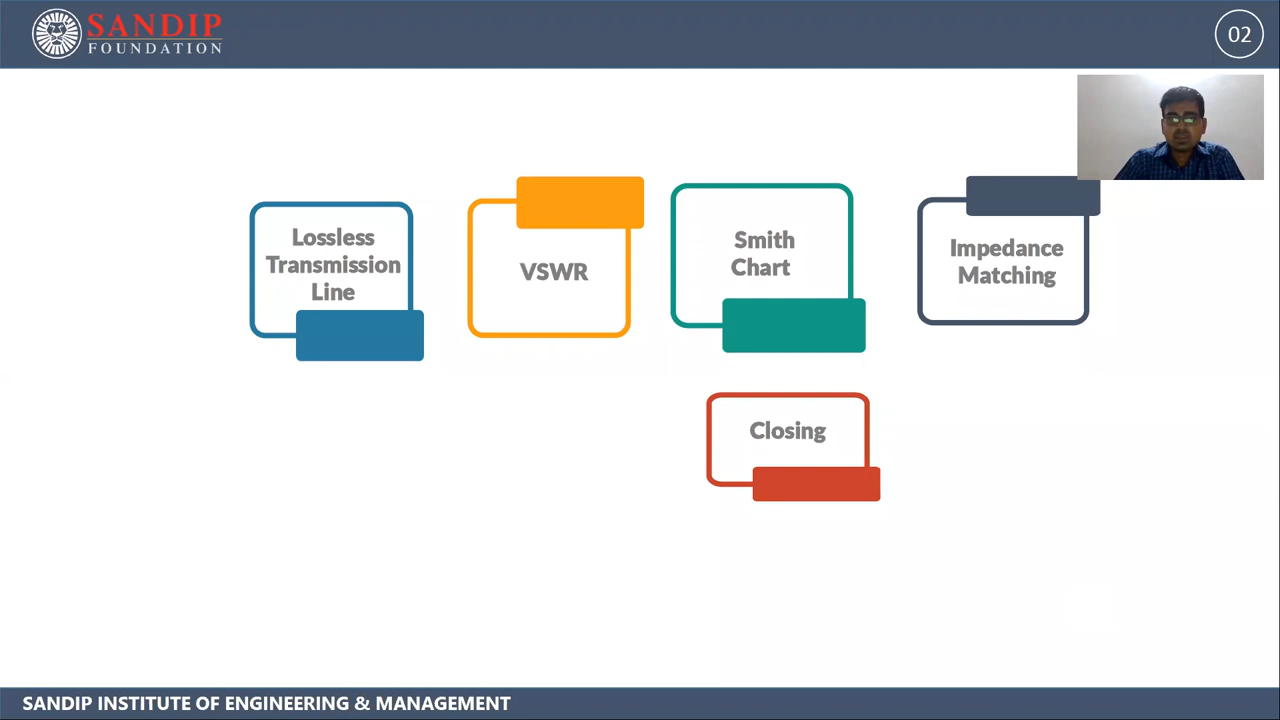 SANDIP
FOUNDATION
02
Lossless
Transmission
Line
VSWR
Smith
Chart
Impedance
Matching
Closing
SANDIP INSTITUTE OF ENGINEERING & MANAGEMENT